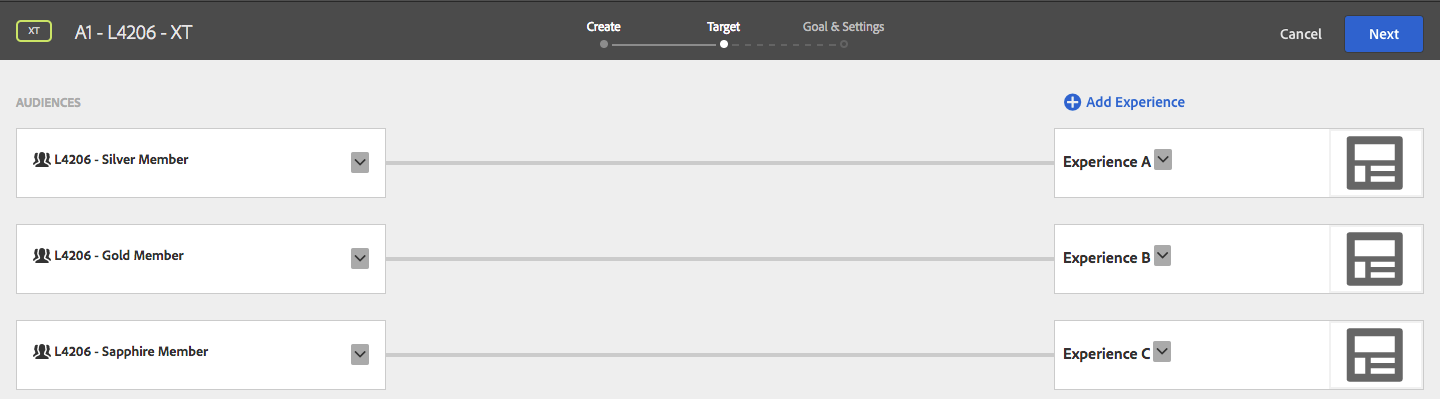 XT
A1 - L4206 - XT
Create
Target
Goal & Settings
Cancel
Next
AUDIENCES
Add Experience
L4206 - Silver Member
Experience A
L4206 - Gold Member
Experience B
L4206 - Sapphire Member
Experience C